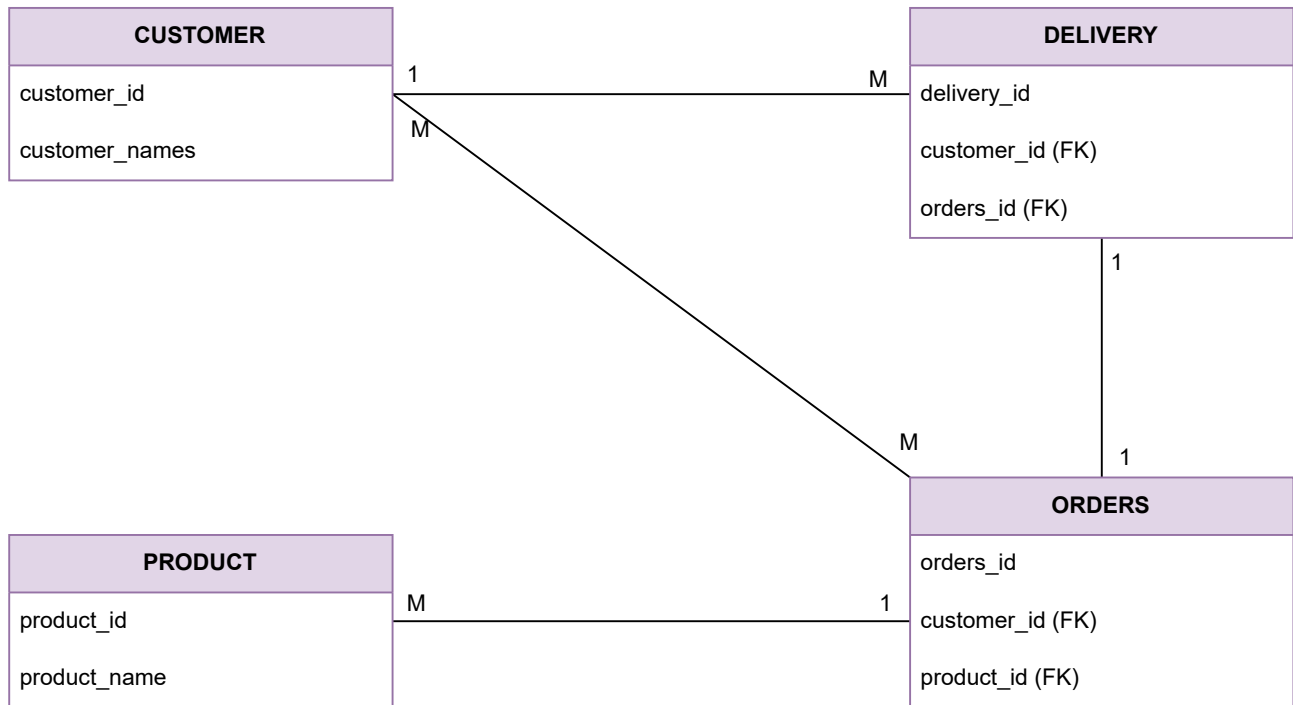 CUSTOMER
customer_id
customer_names
1
M
M
DELIVERY
delivery_id
customer_id (FK)
orders_id (FK)
1
M
1
ORDERS
orders_id
customer_id (FK)
product_id (FK)
PRODUCT
product_id
product_name
M
1